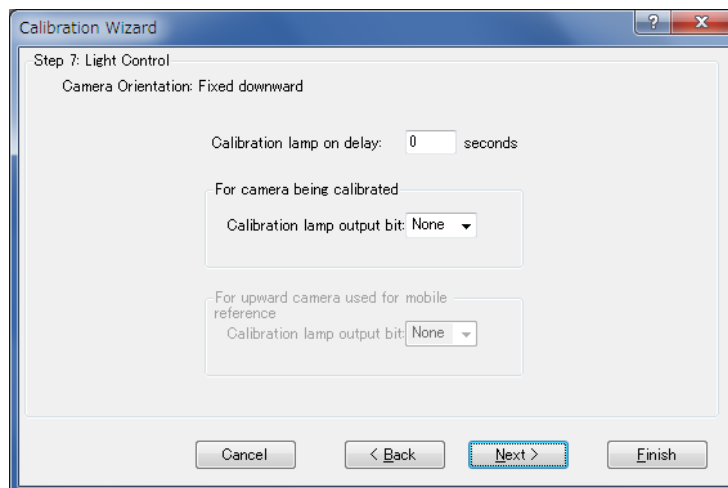 Calibration Wizard
? x
Step 7: Light Control
Camera Orientation: Fixed downward
Calibration lamp on delay: 0 seconds
For camera being calibrated
Calibration lamp output bit: None
For upward camera used for mobile
reference
Calibration lamp output bit: None
Cancel < Back Next > Finish